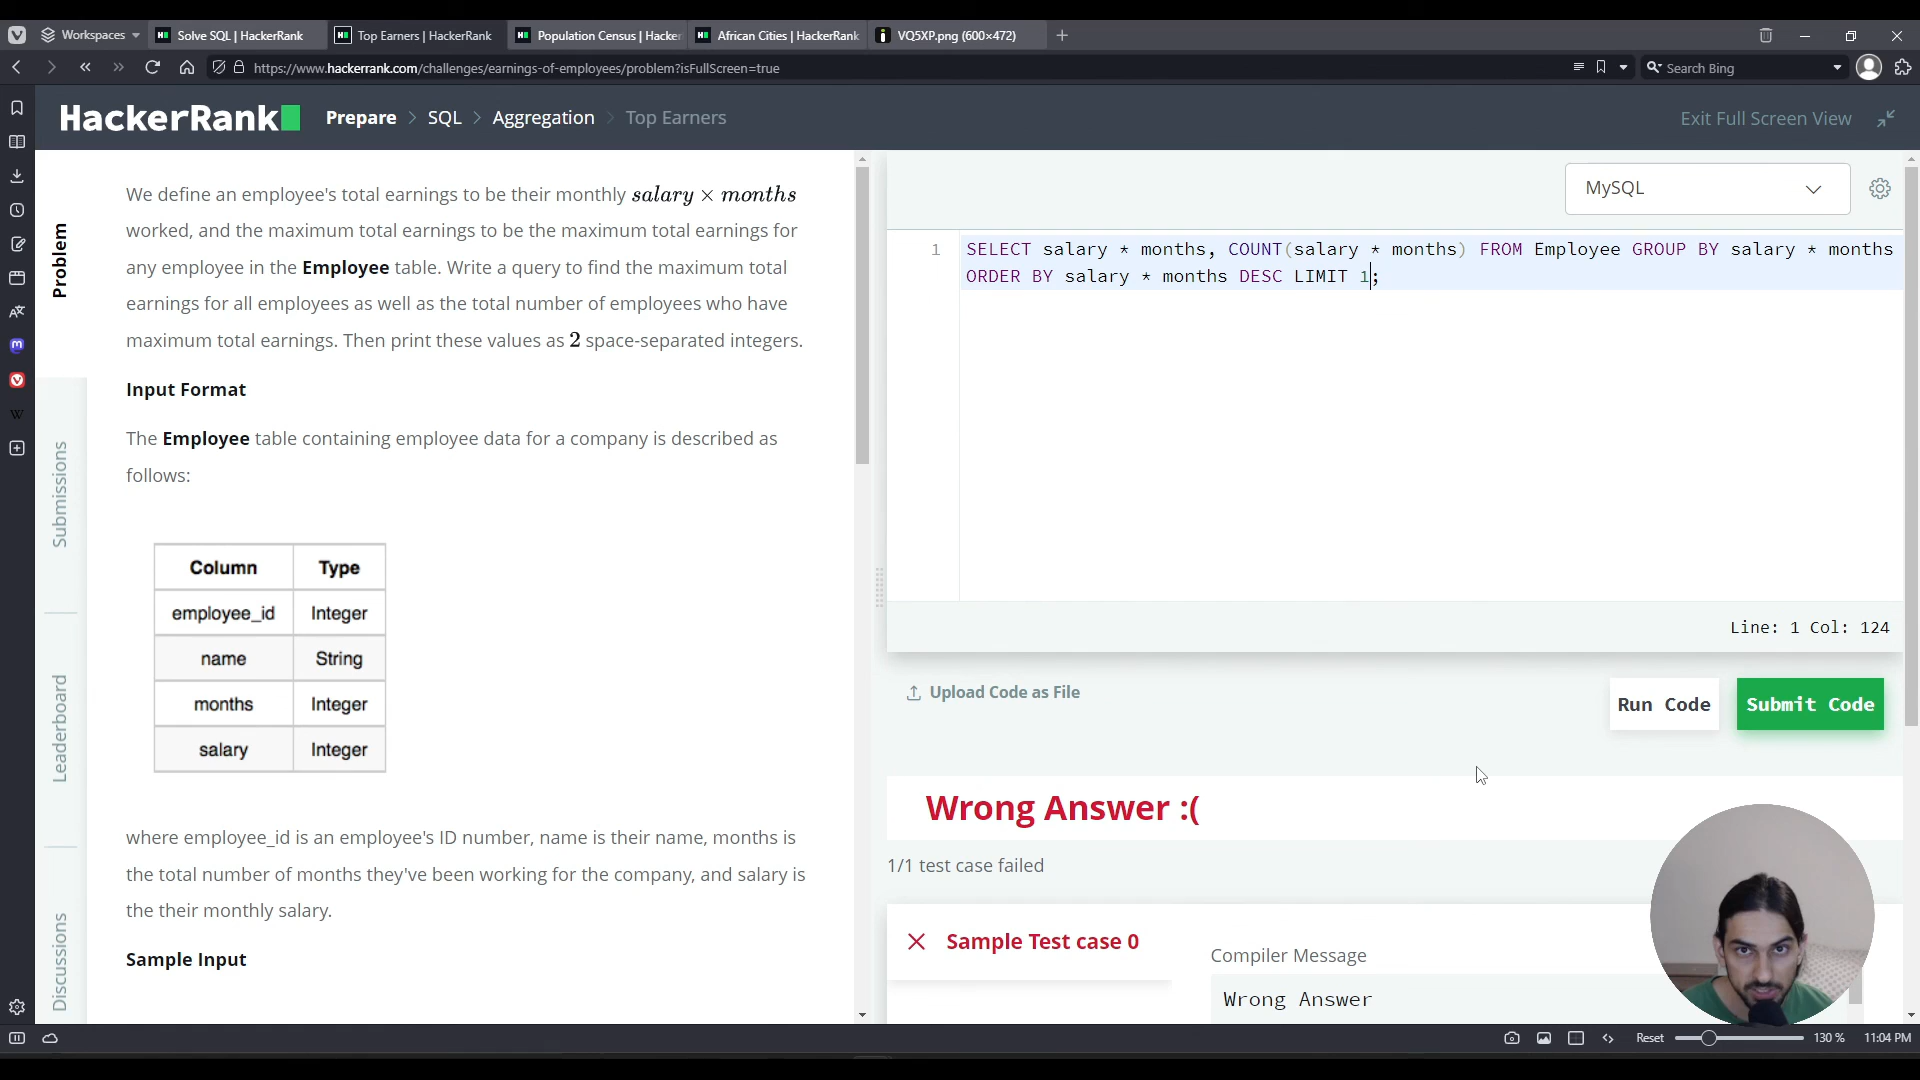 Workspaces
Solve SQL | HackerRank
Top Earners | HackerRank
Population Census | Hacker
African Cities | HackerRank
VQ5XP.png (600×472)
https://www.hackerrank.com/challenges/earnings-of-employees/problem?isFullScreen=true
Search Bing
HackerRank
Prepare > SQL > Aggregation > Top Earners
Exit Full Screen View
Problem
Submissions
Leaderboard
Discussions
We define an employee's total earnings to be their monthly salary × months
worked, and the maximum total earnings to be the maximum total earnings for
any employee in the Employee table. Write a query to find the maximum total
earnings for all employees as well as the total number of employees who have
maximum total earnings. Then print these values as 2 space-separated integers.
Input Format
The Employee table containing employee data for a company is described as
follows:
Column Type
employee_id Integer
name String
months Integer
salary Integer
where employee_id is an employee's ID number, name is their name, months is
the total number of months they've been working for the company, and salary is
the their monthly salary.
Sample Input
MySQL
1 SELECT salary * months, COUNT(salary * months) FROM Employee GROUP BY salary * months
ORDER BY salary * months DESC LIMIT 1;
Line: 1 Col: 124
Upload Code as File
Run Code
Submit Code
Wrong Answer :(
1/1 test case failed
Sample Test case 0
Compiler Message
Wrong Answer
Reset
130 %
11:04 PM